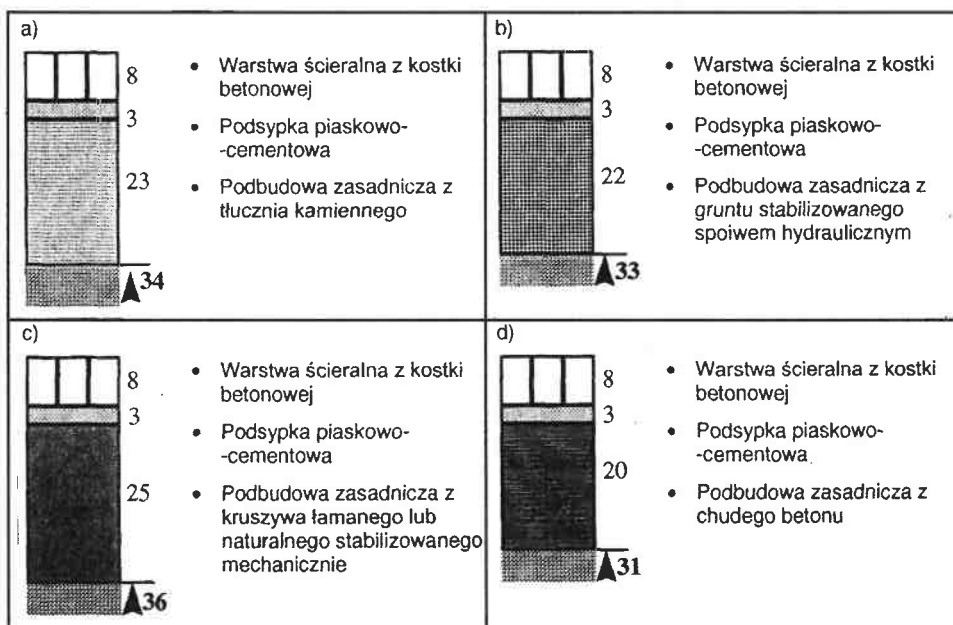 a)
8
3
23
34
• Warstwa ścieralna z kostki
betonowej
• Podsypka piaskowo-
-cementowa
• Podbudowa zasadnicza z
tłucznia kamiennego
b)
8
3
22
33
• Warstwa ścieralna z kostki
betonowej
• Podsypka piaskowo-
-cementowa
• Podbudowa zasadnicza z
gruntu stabilizowanego
spoiwem hydraulicznym
c)
8
3
25
36
• Warstwa ścieralna z kostki
betonowej
• Podsypka piaskowo-
-cementowa
• Podbudowa zasadnicza z
kruszywa łamanego lub
naturalnego stabilizowanego
mechanicznie
d)
8
3
20
31
• Warstwa ścieralna z kostki
betonowej
• Podsypka piaskowo-
-cementowa
• Podbudowa zasadnicza z
chudego betonu